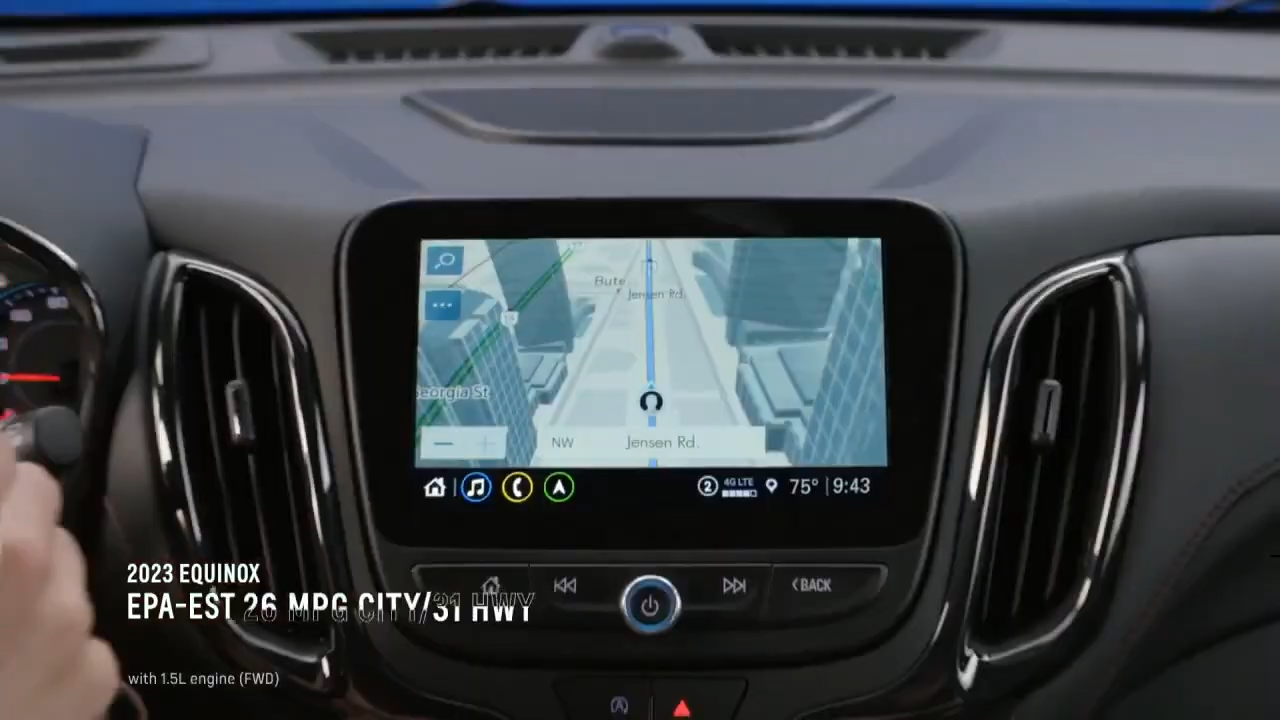 Bute
Jensen Rd.
eorgia St
NW Jensen Rd.
2 4G LTE 75° 9:43
BACK
2023 EQUINOX
EPA-EST 26 MPG CITY/31 HWY
with 1.5L engine (FWD)